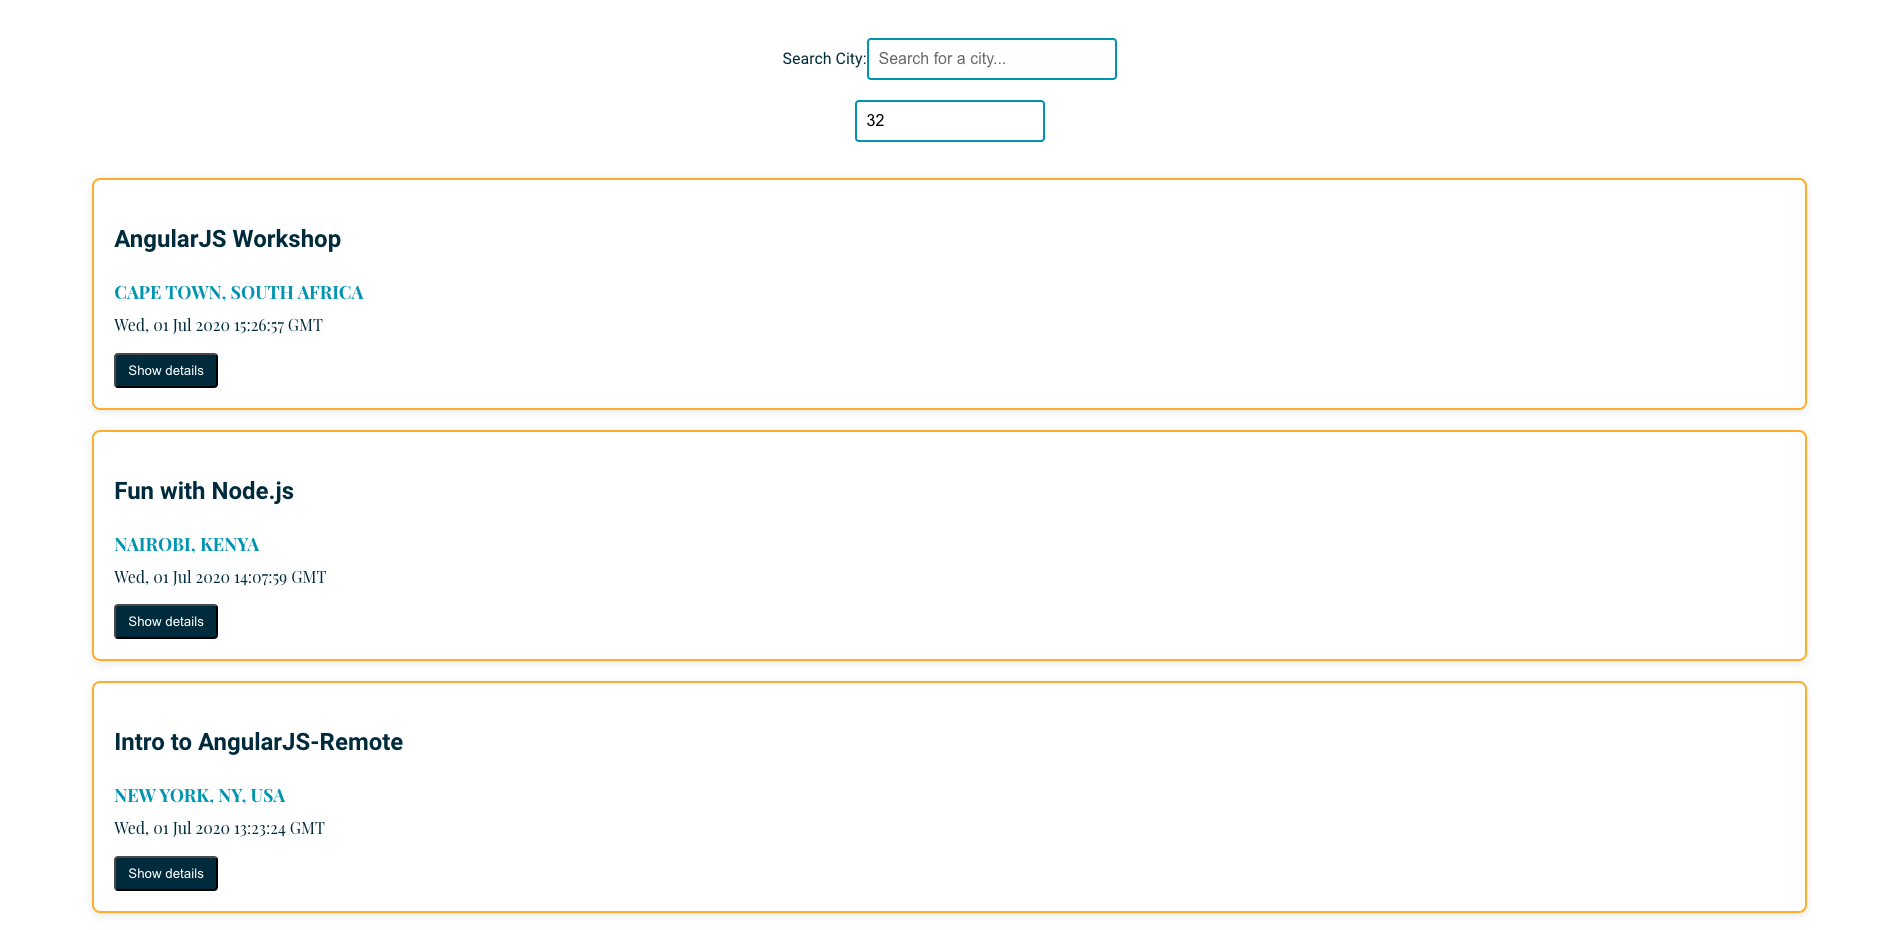 Search City: Search for a city...
32
AngularJS Workshop
CAPE TOWN, SOUTH AFRICA
Wed, 01 Jul 2020 15:26:57 GMT
Show details
Fun with Node.js
NAIROBI, KENYA
Wed, 01 Jul 2020 14:07:59 GMT
Show details
Intro to AngularJS-Remote
NEW YORK, NY, USA
Wed, 01 Jul 2020 13:23:24 GMT
Show details